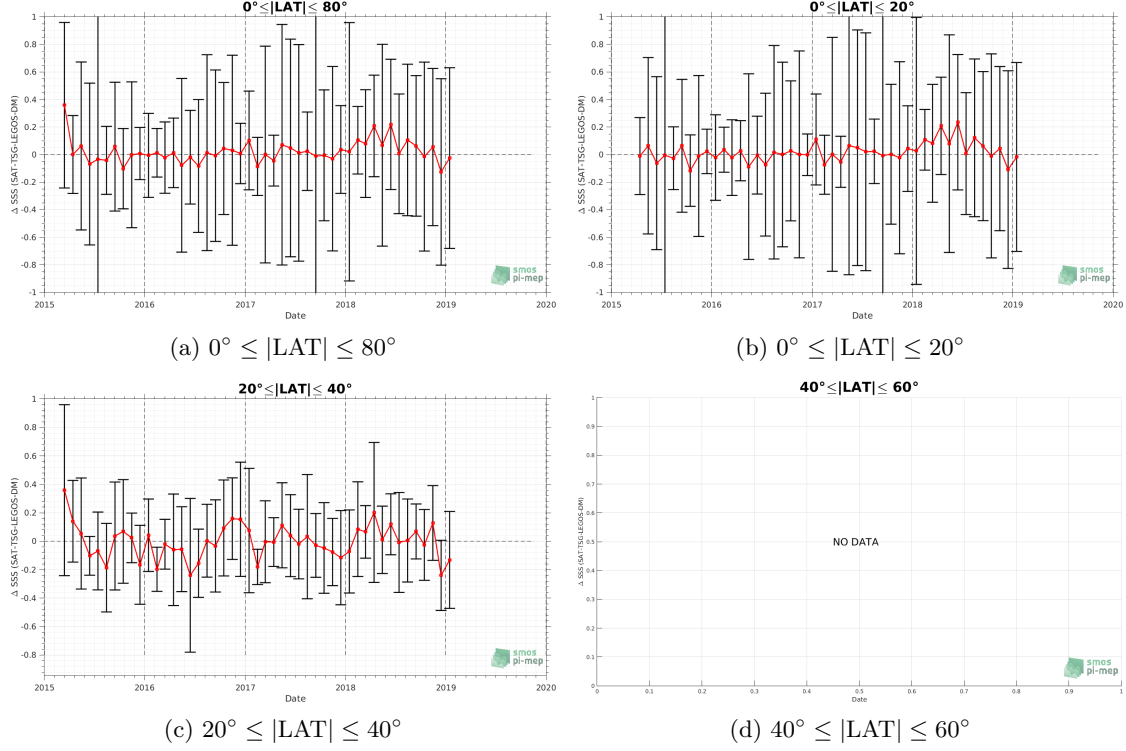 0°≤|LAT|≤ 80°
Δ SSS (SAT-TSG-LEGOS-DM)
1
0.8
0.6
0.4
0.2
0
-0.2
-0.4
-0.6
-0.8
-1
2015 2016 2017 2018 2019 2020
Date
smos
pi-mep
(a) 0° ≤ |LAT| ≤ 80°
0°≤|LAT|≤ 20°
Δ SSS (SAT-TSG-LEGOS-DM)
1
0.8
0.6
0.4
0.2
0
-0.2
-0.4
-0.6
-0.8
-1
2015 2016 2017 2018 2019 2020
Date
smos
pi-mep
(b) 0° ≤ |LAT| ≤ 20°
20°≤|LAT|≤ 40°
Δ SSS (SAT-TSG-LEGOS-DM)
1
0.8
0.6
0.4
0.2
0
-0.2
-0.4
-0.6
-0.8
2015 2016 2017 2018 2019 2020
Date
smos
pi-mep
(c) 20° ≤ |LAT| ≤ 40°
40°≤|LAT|≤ 60°
Δ SSS (SAT-TSG-LEGOS-DM)
1
0.9
0.8
0.7
0.6
0.5
0.4
0.3
0.2
0.1
0
NO DATA
0 0.1 0.2 0.3 0.4 0.5 0.6 0.7 0.8 0.9 1
Date
smos
pi-mep
(d) 40° ≤ |LAT| ≤ 60°